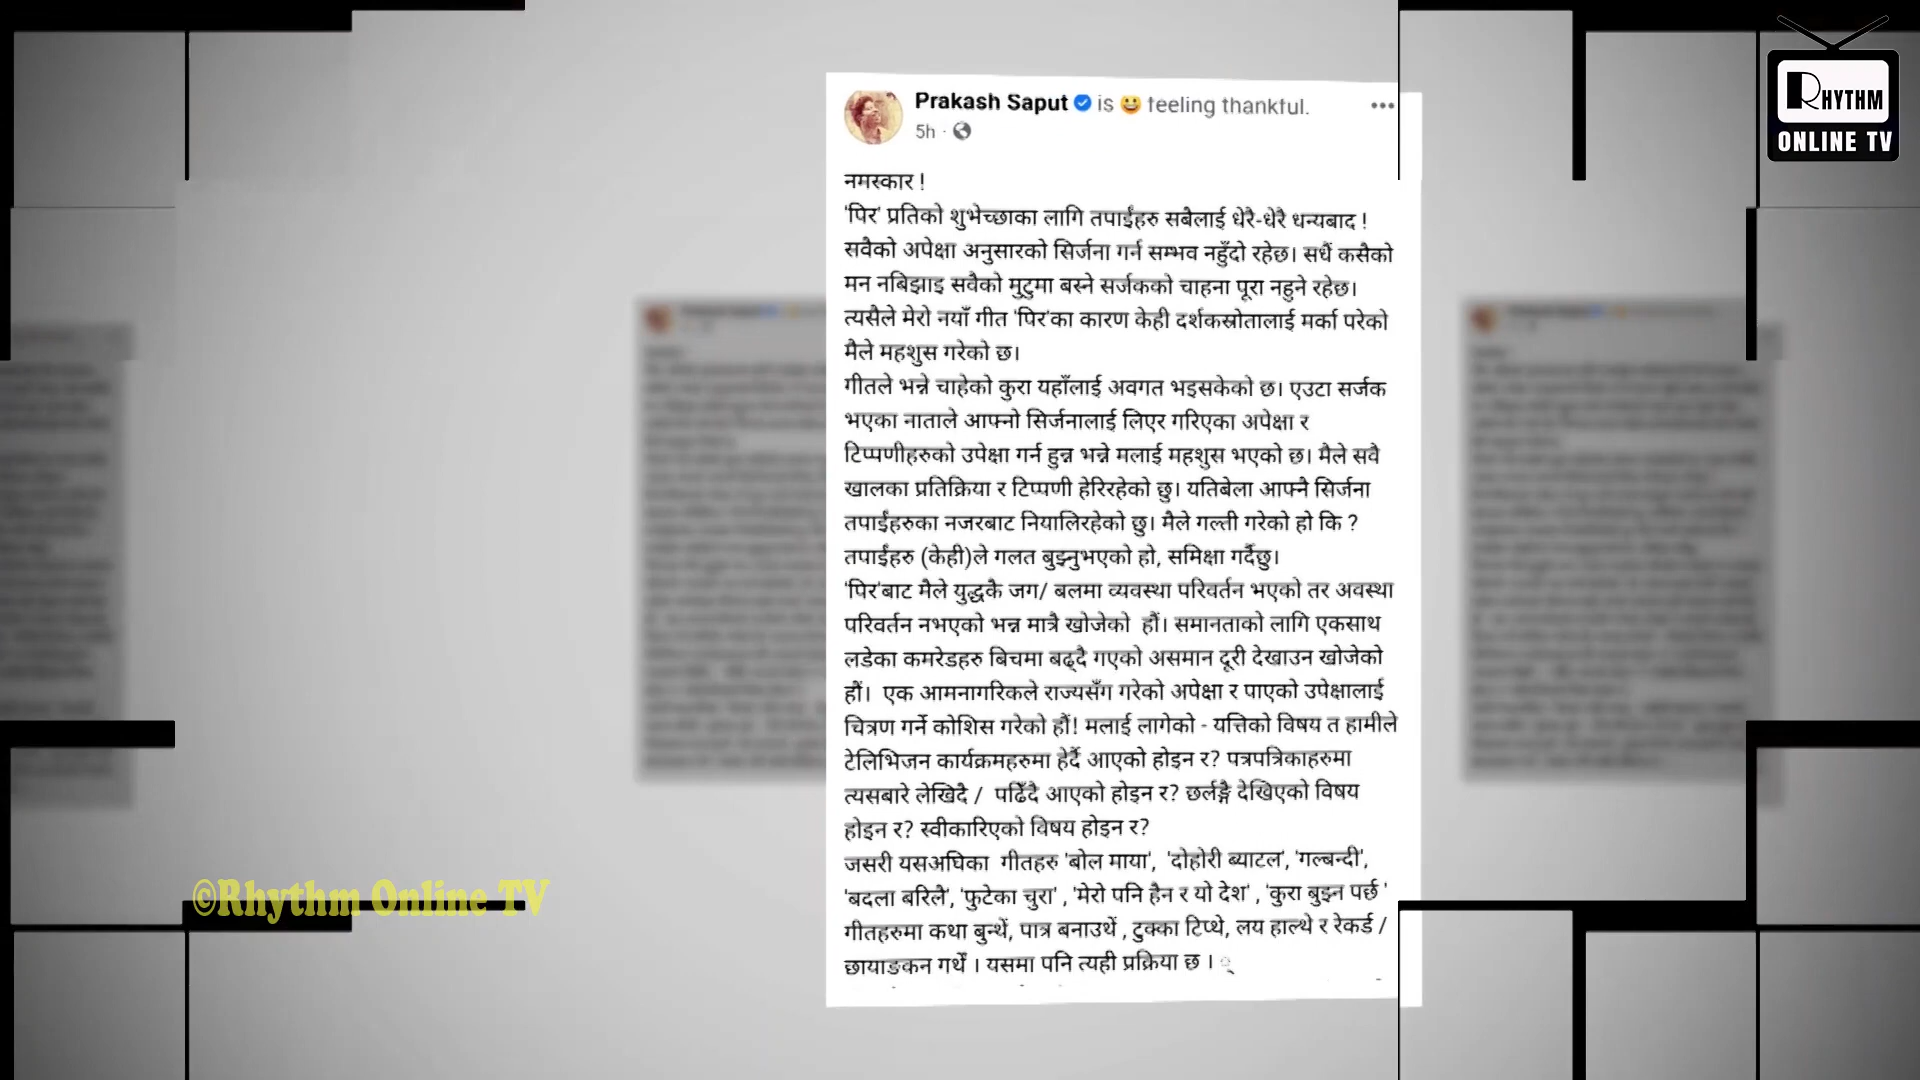 Prakash Saput is feeling thankful.
5h
नमस्कार !
'पिर' प्रतिको शुभेच्छाका लागि तपाईंहरु सबैलाई धेरै-धेरै धन्यबाद !
सवैको अपेक्षा अनुसारको सिर्जना गर्न सम्भव नहुँदो रहेछ। सधैं कसैको
मन नबिझाइ सवैको मुटुमा बस्ने सर्जकको चाहना पूरा नहुने रहेछ।
त्यसैले मेरो नयाँ गीत 'पिर'का कारण केही दर्शकस्रोतालाई मर्का परेको
मैले महशुस गरेको छ।
गीतले भन्ने चाहेको कुरा यहाँलाई अवगत भइसकेको छ। एउटा सर्जक
भएका नाताले आफ्नो सिर्जनालाई लिएर गरिएका अपेक्षा र
टिप्पणीहरुको उपेक्षा गर्न हुन्न भन्ने मलाई महशुस भएको छ। मैले सवै
खालका प्रतिक्रिया र टिप्पणी हेरिरहेको छु। यतिबेला आफ्नै सिर्जना
तपाईंहरुका नजरबाट नियालिरहेको छु। मैले गल्ती गरेको हो कि ?
तपाईंहरु (केही)ले गलत बुझ्नुभएको हो, समिक्षा गर्दैछु।
'पिर'बाट मैले युद्धकै जग/ बलमा व्यवस्था परिवर्तन भएको तर अवस्था
परिवर्तन नभएको भन्न मात्रै खोजेको हौं। समानताको लागि एकसाथ
लडेका कमरेडहरु बिचमा बढ्दै गएको असमान दूरी देखाउन खोजेको
हौं। एक आमनागरिकले राज्यसँग गरेको अपेक्षा र पाएको उपेक्षालाई
चित्रण गर्ने कोशिस गरेको हौं! मलाई लागेको - यत्तिको विषय त हामीले
टेलिभिजन कार्यक्रमहरुमा हेर्दै आएको होइन र? पत्रपत्रिकाहरुमा
त्यसबारे लेखिदै / पढिँदै आएको होइन र? छर्लङ्गै देखिएको विषय
होइन र? स्वीकारिएको विषय होइन र?
जसरी यसअघिका गीतहरु 'बोल माया', 'दोहोरी ब्याटल', 'गल्बन्दी',
'बदला बरिलै', 'फुटेका चुरा' , 'मेरो पनि हैन र यो देश' , 'कुरा बुझ्न पर्छ '
गीतहरुमा कथा बुन्थें, पात्र बनाउथें , टुक्का टिप्थे, लय हाल्थे र रेकर्ड /
छायाङकन गर्थें । यसमा पनि त्यही प्रक्रिया छ ।
RHYTHM
ONLINE TV
©Rhythm Online TV